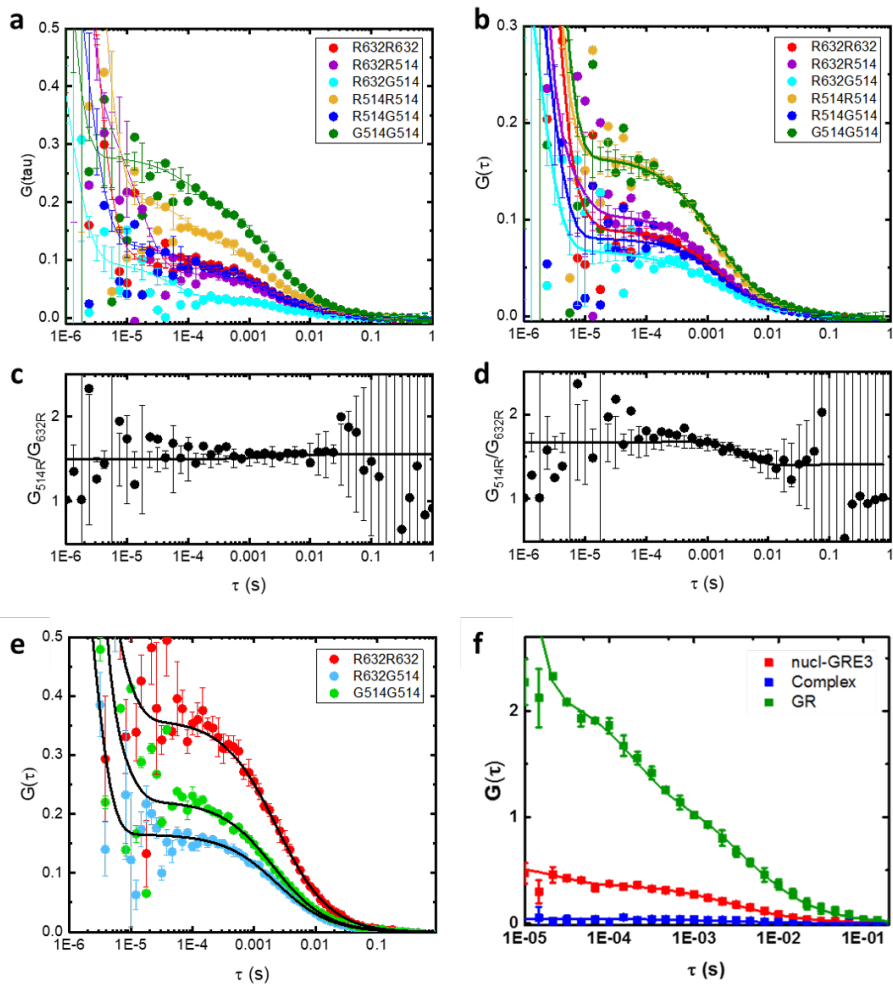 a
0.5
0.4
0.3
0.2
0.1
0.0
G(tau)
R632R632
R632R514
R632G514
R514R514
R514G514
G514G514
1E-6 1E-5 1E-4 0.001 0.01 0.1 1
b
0.3
0.2
0.1
0.0
G(τ)
R632R632
R632R514
R632G514
R514R514
R514G514
G514G514
1E-6 1E-5 1E-4 0.001 0.01 0.1 1
c
2
1
G514R/G632R
1E-6 1E-5 1E-4 0.001 0.01 0.1 1
τ (s)
d
2
1
G514R/G632R
1E-6 1E-5 1E-4 0.001 0.01 0.1 1
τ (s)
e
0.5
0.4
0.3
0.2
0.1
0.0
G(τ)
R632R632
R632G514
G514G514
1E-6 1E-5 1E-4 0.001 0.01 0.1
τ (s)
f
2
1
0
G(τ)
nucl-GRE3
Complex
GR
1E-05 1E-04 1E-03 1E-02 1E-01
τ (s)